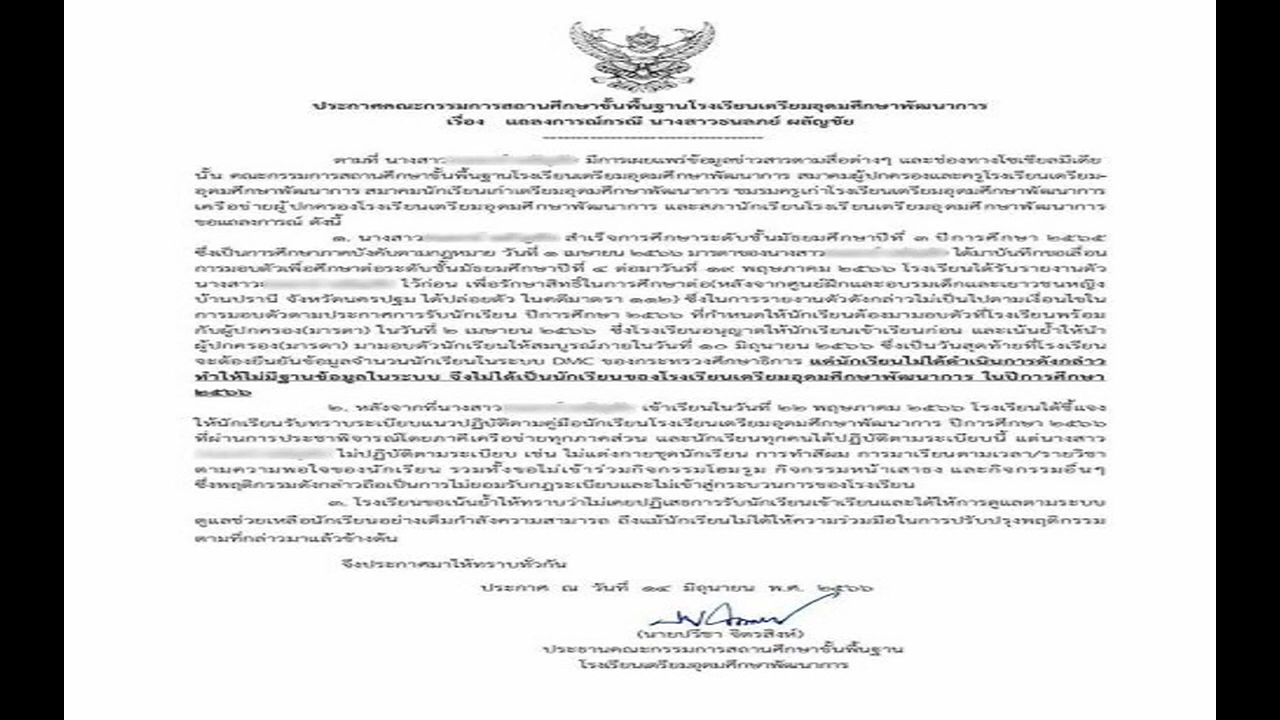 ประกาศคณะกรรมการสถานศึกษาขั้นพื้นฐานโรงเรียนเตรียมอุดมศึกษาพัฒนาการ
เรื่อง แถลงการณ์กรณี นางสาวธนลภย์ ผลัญชัย
ตามที่ นางสาว มีการเผยแพร่ข้อมูลข่าวสารตามสื่อต่างๆ และช่องทางโซเชียลมีเดีย
นั้น คณะกรรมการสถานศึกษาขั้นพื้นฐานโรงเรียนเตรียมอุดมศึกษาพัฒนาการ สมาคมผู้ปกครองและครูโรงเรียนเตรียม-
อุดมศึกษาพัฒนาการ สมาคมนักเรียนเก่าเตรียมอุดมศึกษาพัฒนาการ ชมรมครูเก่าโรงเรียนเตรียมอุดมศึกษาพัฒนาการ
เครือข่ายผู้ปกครองโรงเรียนเตรียมอุดมศึกษาพัฒนาการ และสภานักเรียนโรงเรียนเตรียมอุดมศึกษาพัฒนาการ
ขอแถลงการณ์ ดังนี้
๑. นางสาว สำเร็จการศึกษาระดับชั้นมัธยมศึกษาปีที่ ๓ ปีการศึกษา ๒๕๖๕
ซึ่งเป็นการศึกษาภาคบังคับตามกฎหมาย วันที่ ๑ เมษายน ๒๕๖๖ มารดาของนางสาว ได้มาบันทึกขอเลื่อน
การมอบตัวเพื่อศึกษาต่อระดับชั้นมัธยมศึกษาปีที่ ๔ ต่อมาวันที่ ๑๙ พฤษภาคม ๒๕๖๖ โรงเรียนได้รับรายงานตัว
นางสาว ไว้ก่อน เพื่อรักษาสิทธิ์ในการศึกษาต่อ(หลังจากศูนย์ฝึกและอบรมเด็กและเยาวชนหญิง
บ้านปรานี จังหวัดนครปฐม ได้ปล่อยตัว ในคดีมาตรา ๑๑๒) ซึ่งในการรายงานตัวดังกล่าวไม่เป็นไปตามเงื่อนไขใน
การมอบตัวตามประกาศการรับนักเรียน ปีการศึกษา ๒๕๖๖ ที่กำหนดให้นักเรียนต้องมามอบตัวที่โรงเรียนพร้อม
กับผู้ปกครอง(มารดา) ในวันที่ ๒ เมษายน ๒๕๖๖ ซึ่งโรงเรียนอนุญาตให้นักเรียนเข้าเรียนก่อน และเน้นย้ำให้นำ
ผู้ปกครอง(มารดา) มามอบตัวนักเรียนให้สมบูรณ์ภายในวันที่ ๑๐ มิถุนายน ๒๕๖๖ ซึ่งเป็นวันสุดท้ายที่โรงเรียน
จะต้องยืนยันข้อมูลจำนวนนักเรียนในระบบ DMC ของกระทรวงศึกษาธิการ แต่นักเรียนไม่ได้ดำเนินการดังกล่าว
ทำให้ไม่มีฐานข้อมูลในระบบ จึงไม่ได้เป็นนักเรียนของโรงเรียนเตรียมอุดมศึกษาพัฒนาการ ในปีการศึกษา
๒๕๖๖
๒. หลังจากที่นางสาว เข้าเรียนในวันที่ ๒๒ พฤษภาคม ๒๕๖๖ โรงเรียนได้ชี้แจง
ให้นักเรียนรับทราบระเบียบแนวปฏิบัติตามคู่มือนักเรียนโรงเรียนเตรียมอุดมศึกษาพัฒนาการ ปีการศึกษา ๒๕๖๖
ที่ผ่านการประชาพิจารณ์โดยภาคีเครือข่ายทุกภาคส่วน และนักเรียนทุกคนได้ปฏิบัติตามระเบียบนี้ แต่นางสาว
ไม่ปฏิบัติตามระเบียบ เช่น ไม่แต่งกายชุดนักเรียน การทำสีผม การมาเรียนตามเวลา/รายวิชา
ตามความพอใจของนักเรียน รวมทั้งขอไม่เข้าร่วมกิจกรรมโฮมรูม กิจกรรมหน้าเสาธง และกิจกรรมอื่นๆ
ซึ่งพฤติกรรมดังกล่าวถือเป็นการไม่ยอมรับกฎระเบียบและไม่เข้าสู่กระบวนการของโรงเรียน
๓. โรงเรียนขอเน้นย้ำให้ทราบว่าไม่เคยปฏิเสธการรับนักเรียนเข้าเรียนและได้ให้การดูแลตามระบบ
ดูแลช่วยเหลือนักเรียนอย่างเต็มกำลังความสามารถ ถึงแม้นักเรียนไม่ได้ให้ความร่วมมือในการปรับปรุงพฤติกรรม
ตามที่กล่าวมาแล้วข้างต้น
จึงประกาศมาให้ทราบทั่วกัน
ประกาศ ณ วันที่ ๑๔ มิถุนายน พ.ศ. ๒๕๖๖
(นายปรีชา จิตรสิงห์)
ประธานคณะกรรมการสถานศึกษาขั้นพื้นฐาน
โรงเรียนเตรียมอุดมศึกษาพัฒนาการ